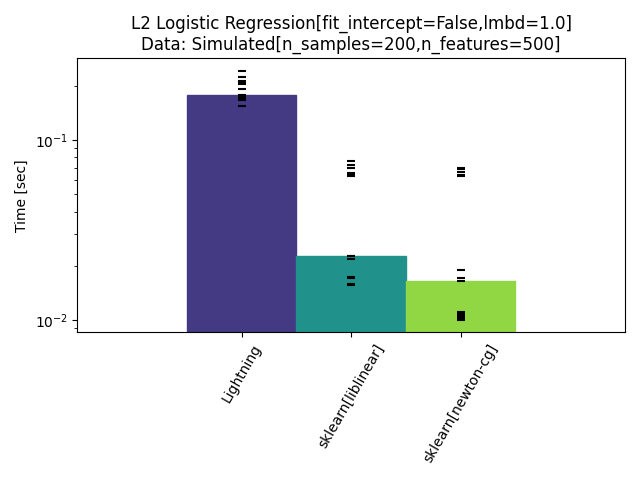 L2 Logistic Regression[fit_intercept=False,lmbd=1.0]
Data: Simulated[n_samples=200,n_features=500]
Time [sec]
10⁻¹
10⁻²
Lightning
sklearn[liblinear]
sklearn[newton-cg]